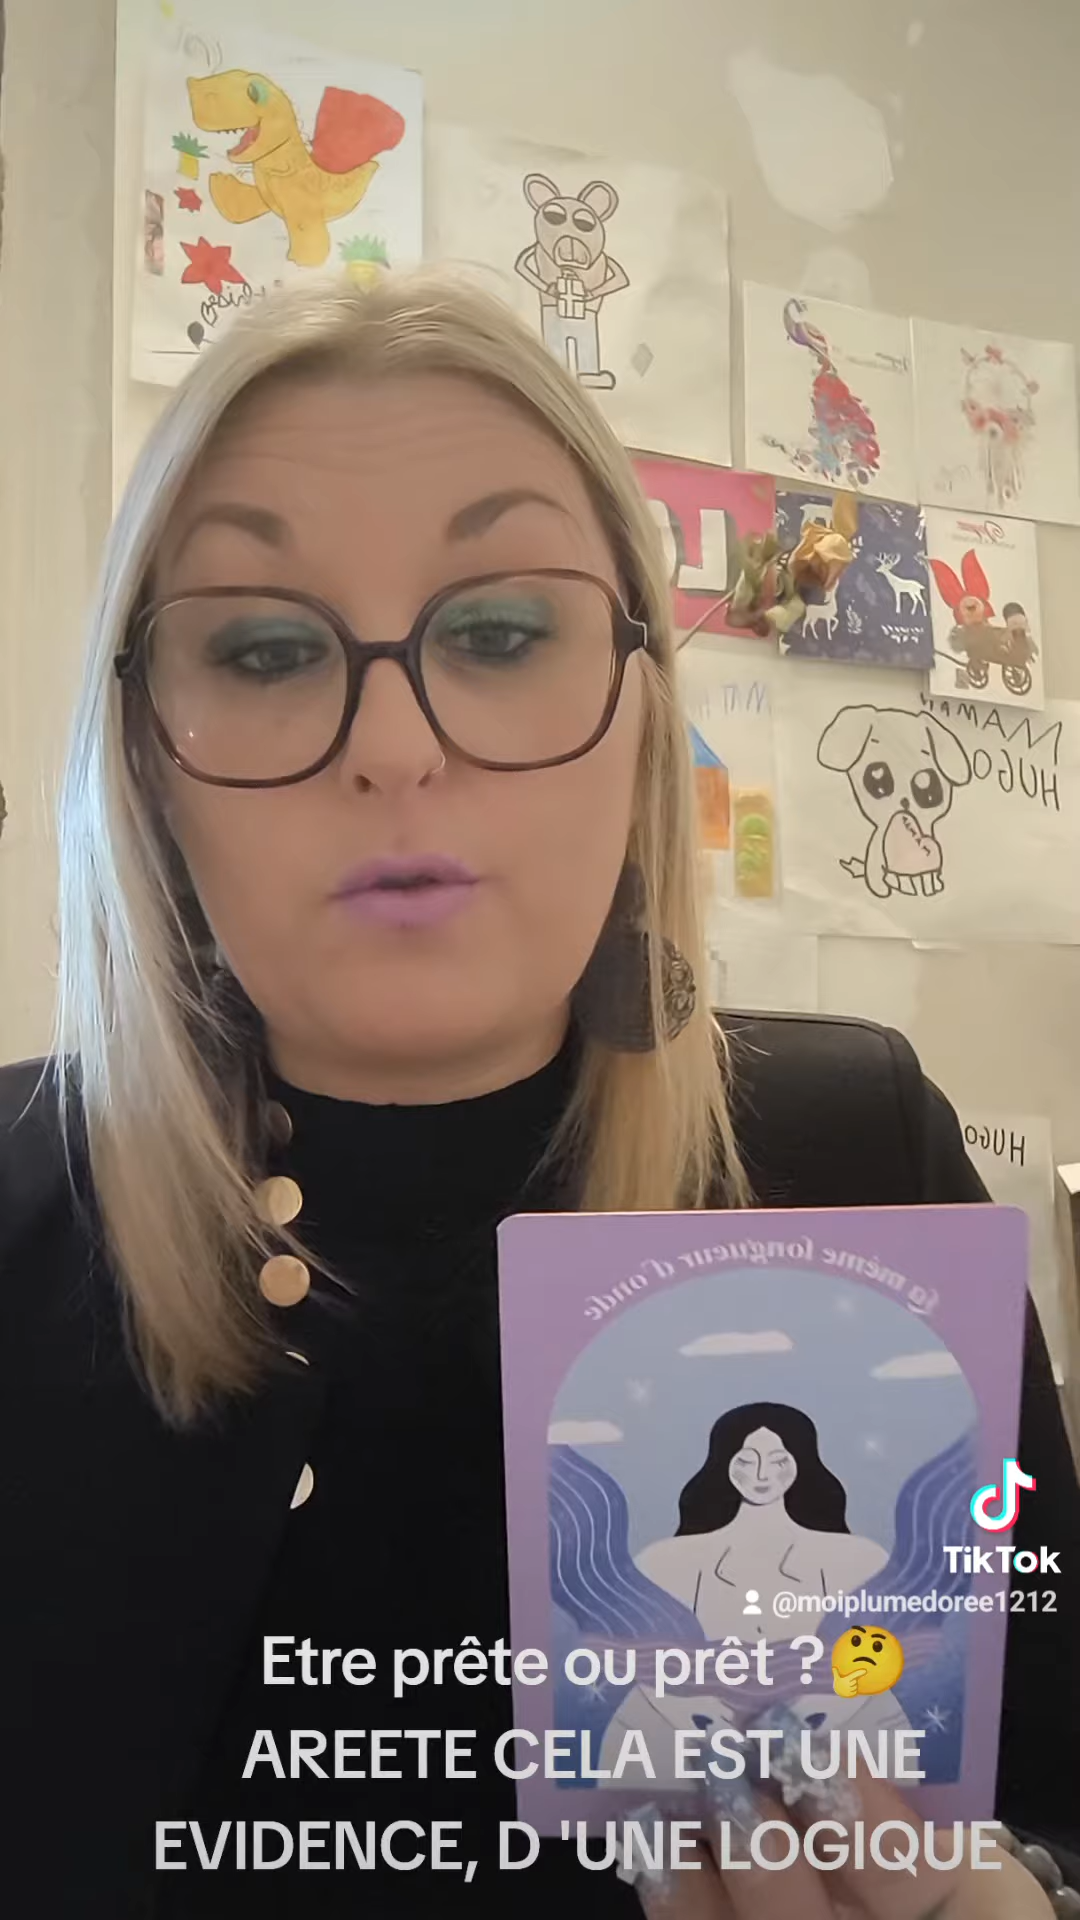 MAMAN
HUGO
HUGO
la même longueur d'onde
TikTok
@moiplumedoree1212
Etre prête ou prêt ?🤔
AREETE CELA EST UNE
EVIDENCE, D 'UNE LOGIQUE